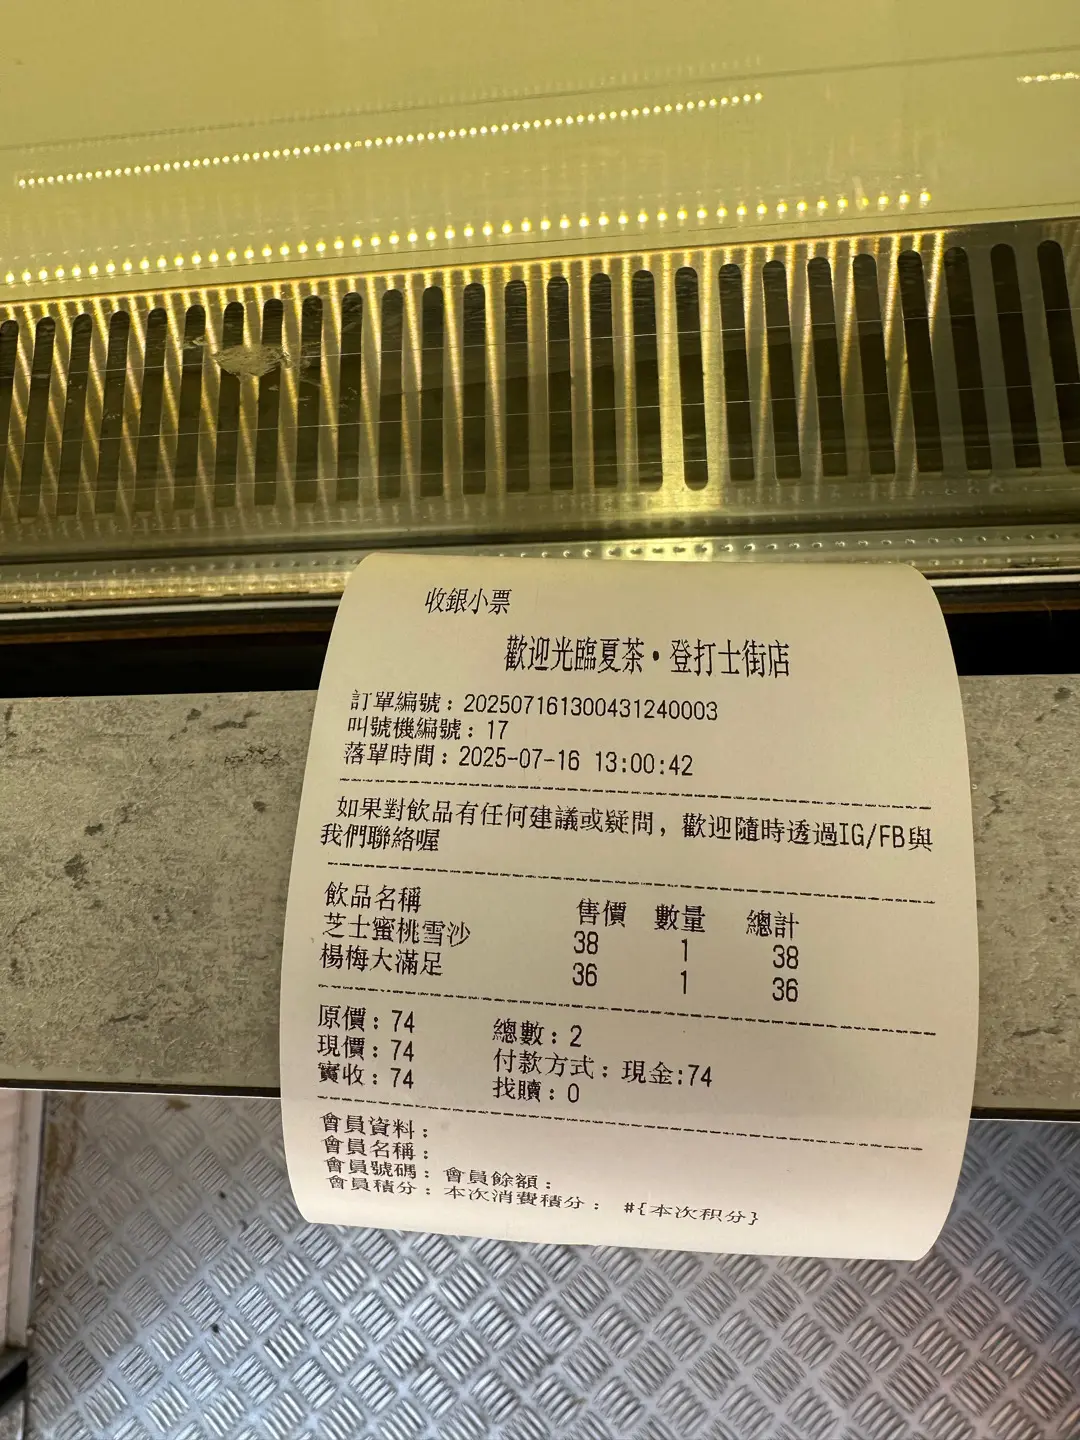 收銀小票
歡迎光臨夏茶•登打士街店
訂單編號：202507161300431240003
叫號機編號：17
落單時間：2025-07-16 13:00:42
如果對飲品有任何建議或疑問，歡迎隨時透過IG/FB與
我們聯絡喔
飲品名稱 售價 數量 總計
芝士蜜桃雪沙 38 1 38
楊梅大滿足 36 1 36
原價：74 總數：2
現價：74 付款方式：現金:74
實收：74 找贖：0
會員資料：
會員名稱：
會員號碼：會員餘額：
會員積分：本次消費積分： #{本次积分}